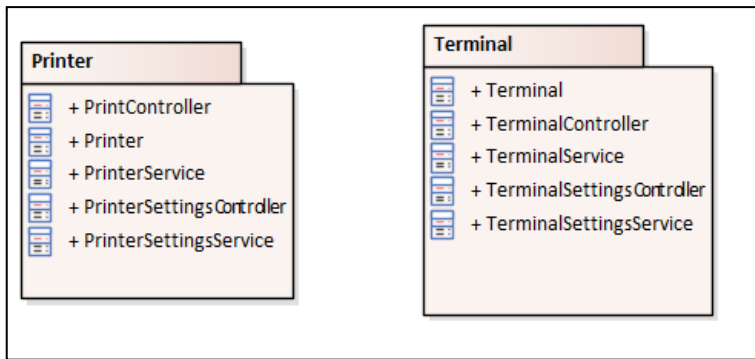 Printer
+ PrintController
+ Printer
+ PrinterService
+ PrinterSettingsController
+ PrinterSettingsService
Terminal
+ Terminal
+ TerminalController
+ TerminalService
+ TerminalSettingsController
+ TerminalSettingsService